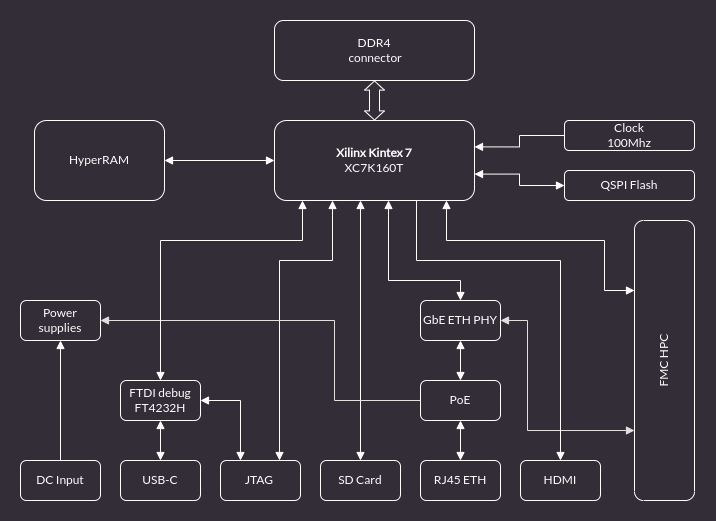 DDR4
connector
HyperRAM
Xilinx Kintex 7
XC7K160T
Clock
100Mhz
QSPI Flash
Power
supplies
GbE ETH PHY
FMC HPC
FTDI debug
FT4232H
PoE
DC Input
USB-C
JTAG
SD Card
RJ45 ETH
HDMI